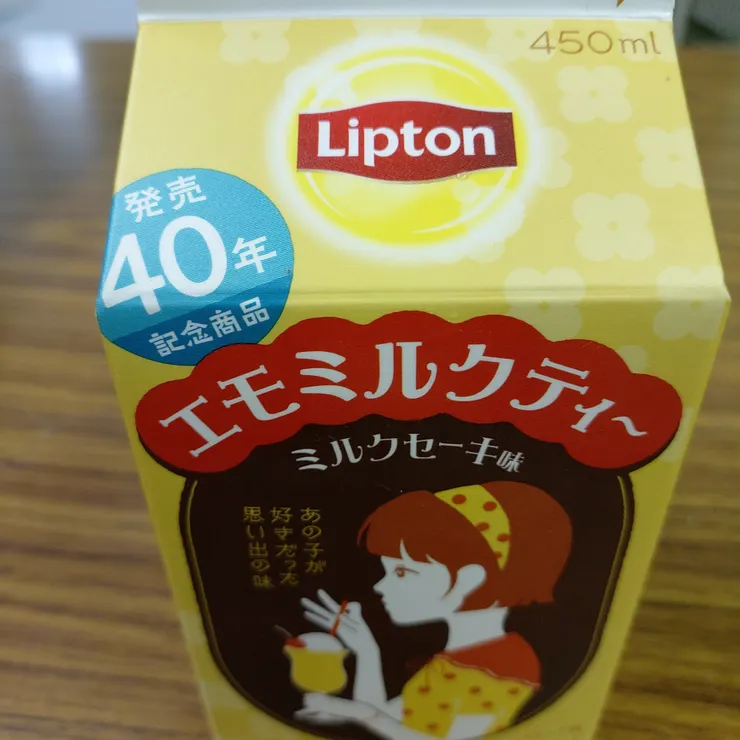 450ml
Lipton
発売
40年
記念商品
エモミルクティ〜
ミルクセーキ味
あの子が
好きだった
思い出の味